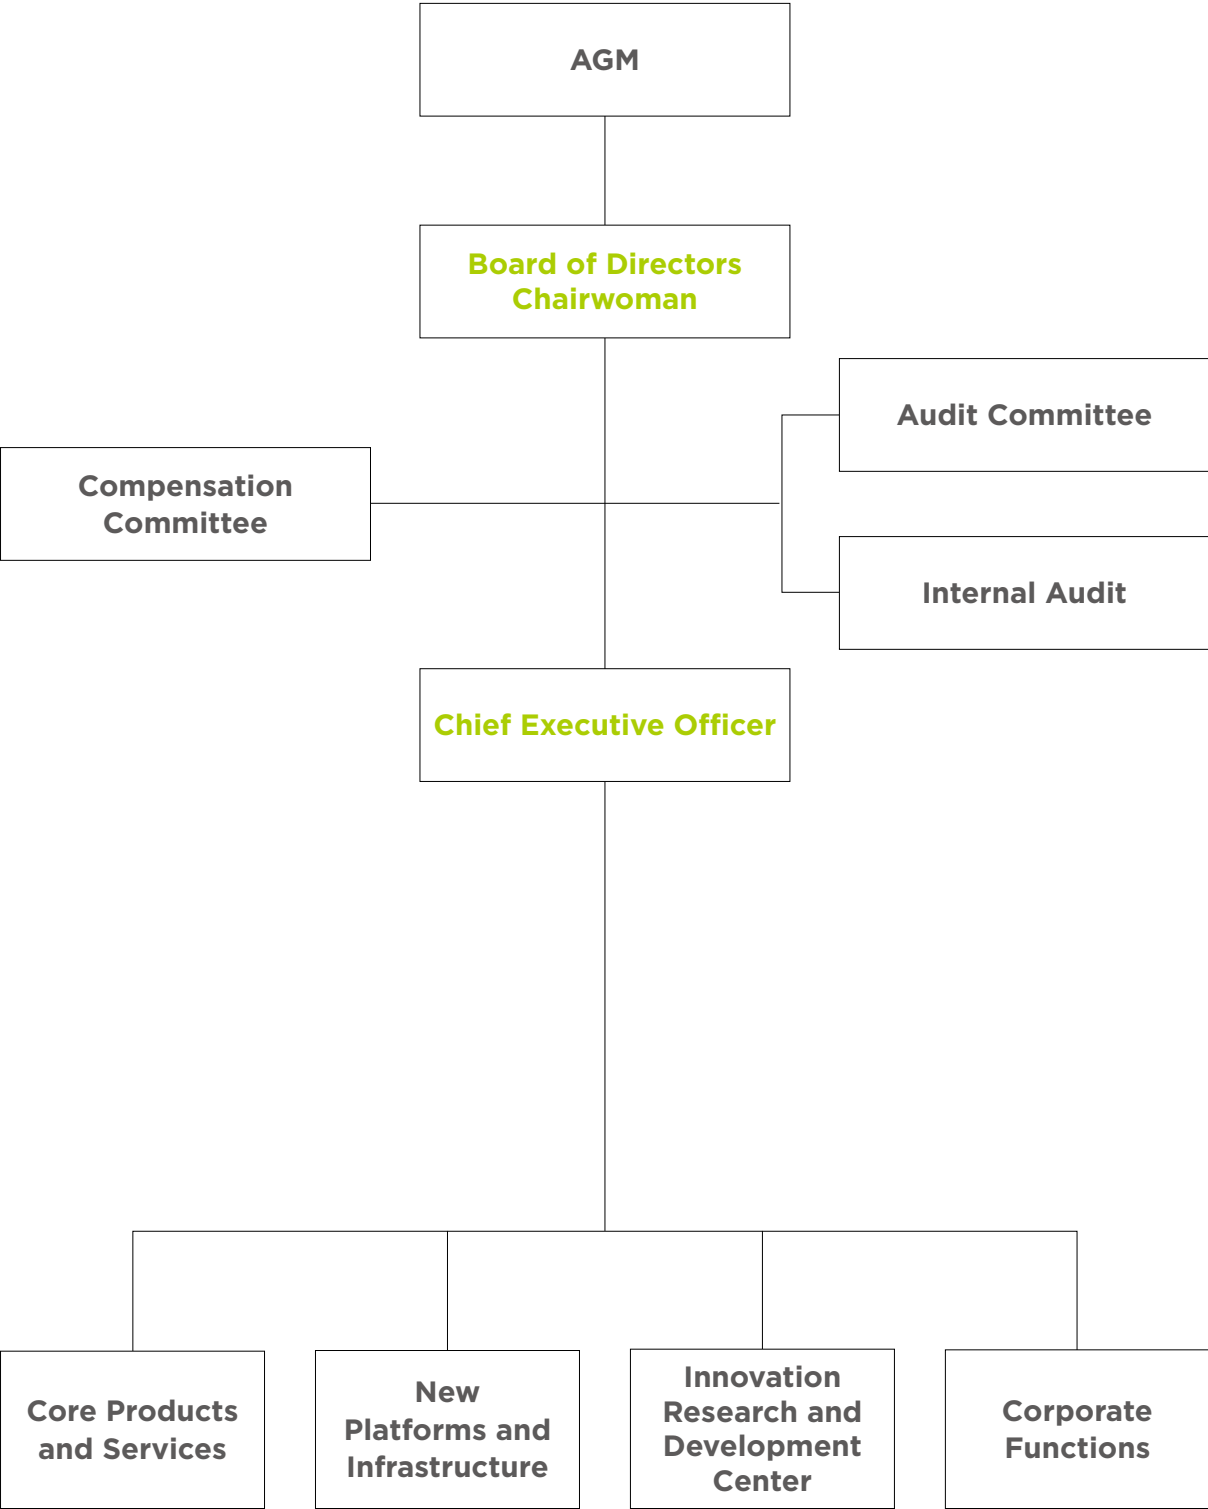 AGM
Board of Directors
Chairwoman
Audit Committee
Compensation
Committee
Internal Audit
Chief Executive Officer
Core Products
and Services
New
Platforms and
Infrastructure
Innovation
Research and
Development
Center
Corporate
Functions